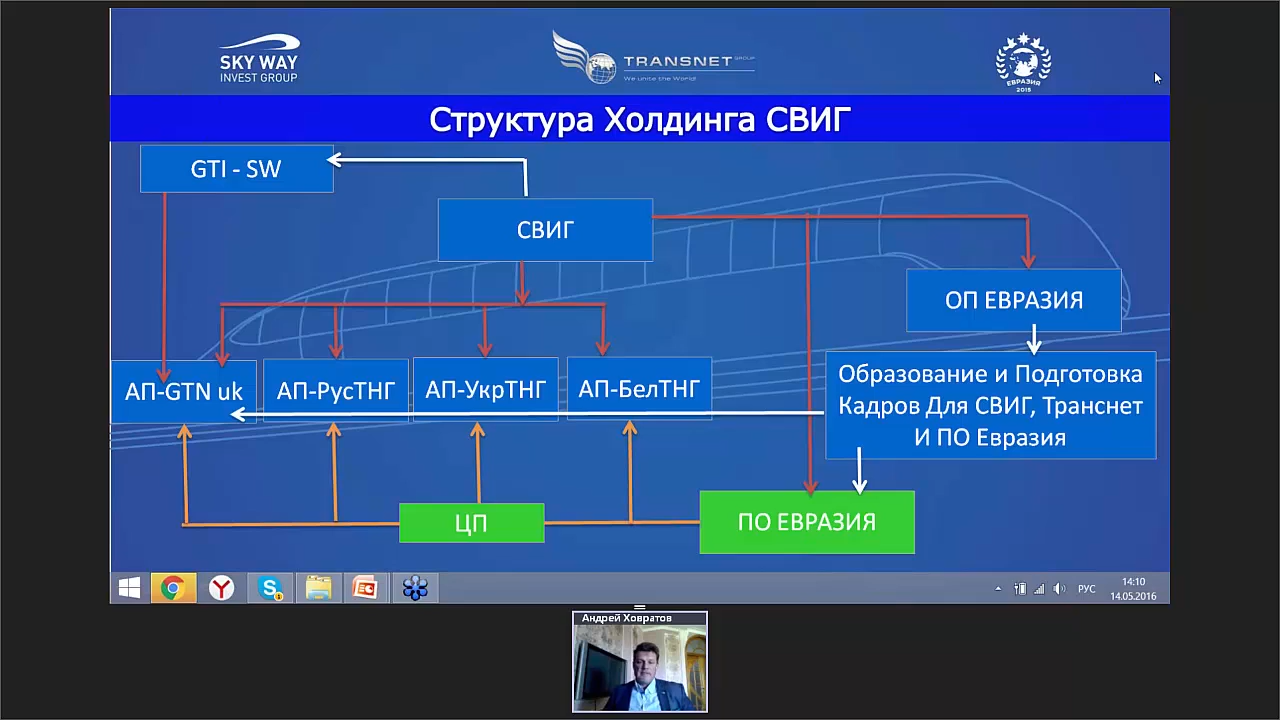 SKY WAY
INVEST GROUP
TRANSNET GROUP
We unite the World!
ЕВРАЗИЯ
2015
Структура Холдинга СВИГ
GTI - SW
СВИГ
ОП ЕВРАЗИЯ
АП-GTN uk
АП-РусТНГ
АП-УкрТНГ
АП-БелТНГ
Образование и Подготовка
Кадров Для СВИГ, Транснет
И ПО Евразия
ЦП
ПО ЕВРАЗИЯ
РУС
14:10
14.05.2016
Андрей Ховратов